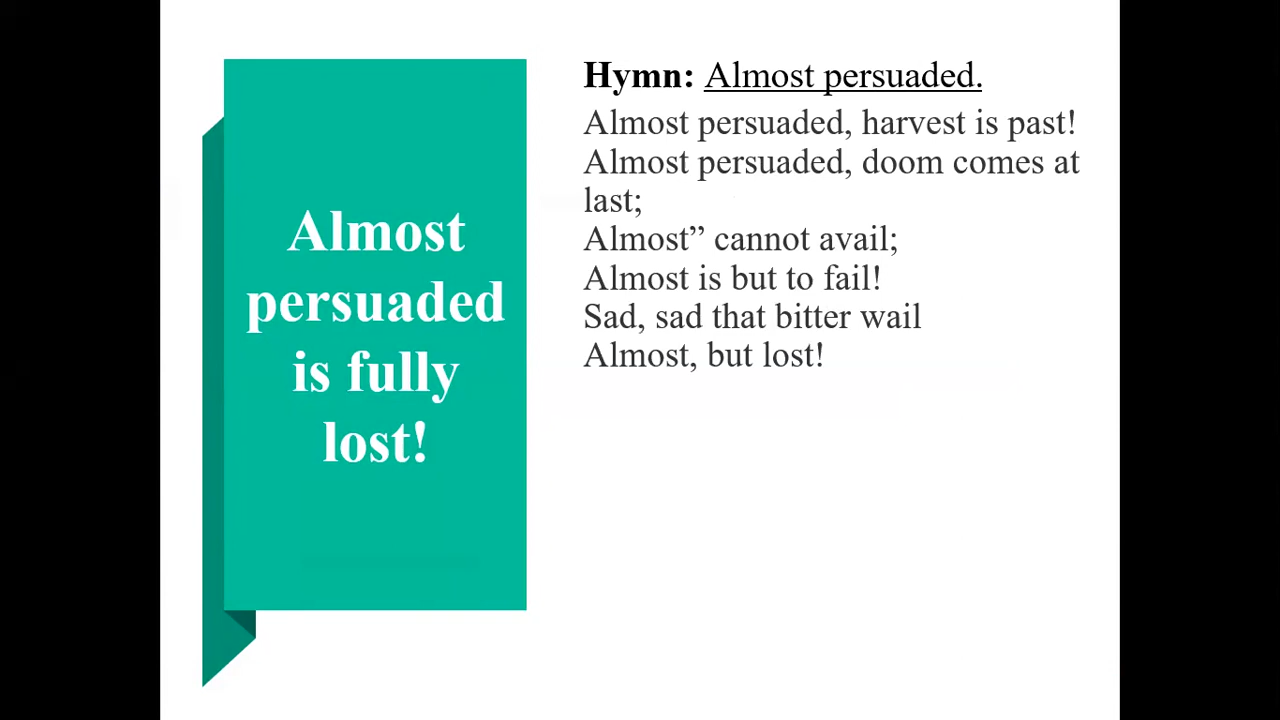 Almost
persuaded
is fully
lost!
Hymn: Almost persuaded.
Almost persuaded, harvest is past!
Almost persuaded, doom comes at
last;
Almost” cannot avail;
Almost is but to fail!
Sad, sad that bitter wail
Almost, but lost!